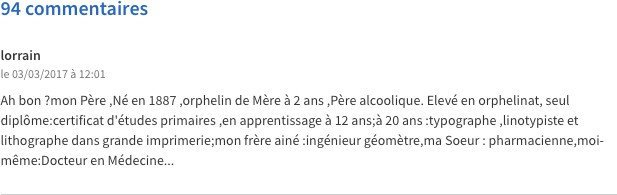 94 commentaires
lorrain
le 03/03/2017 à 12:01
Ah bon ?mon Père ,Né en 1887 ,orphelin de Mère à 2 ans ,Père alcoolique. Elevé en orphelinat, seul
diplôme:certificat d'études primaires ,en apprentissage à 12 ans;à 20 ans :typographe ,linotypiste et
lithographe dans grande imprimerie;mon frère ainé :ingénieur géomètre,ma Soeur : pharmacienne,moi-
même:Docteur en Médecine...